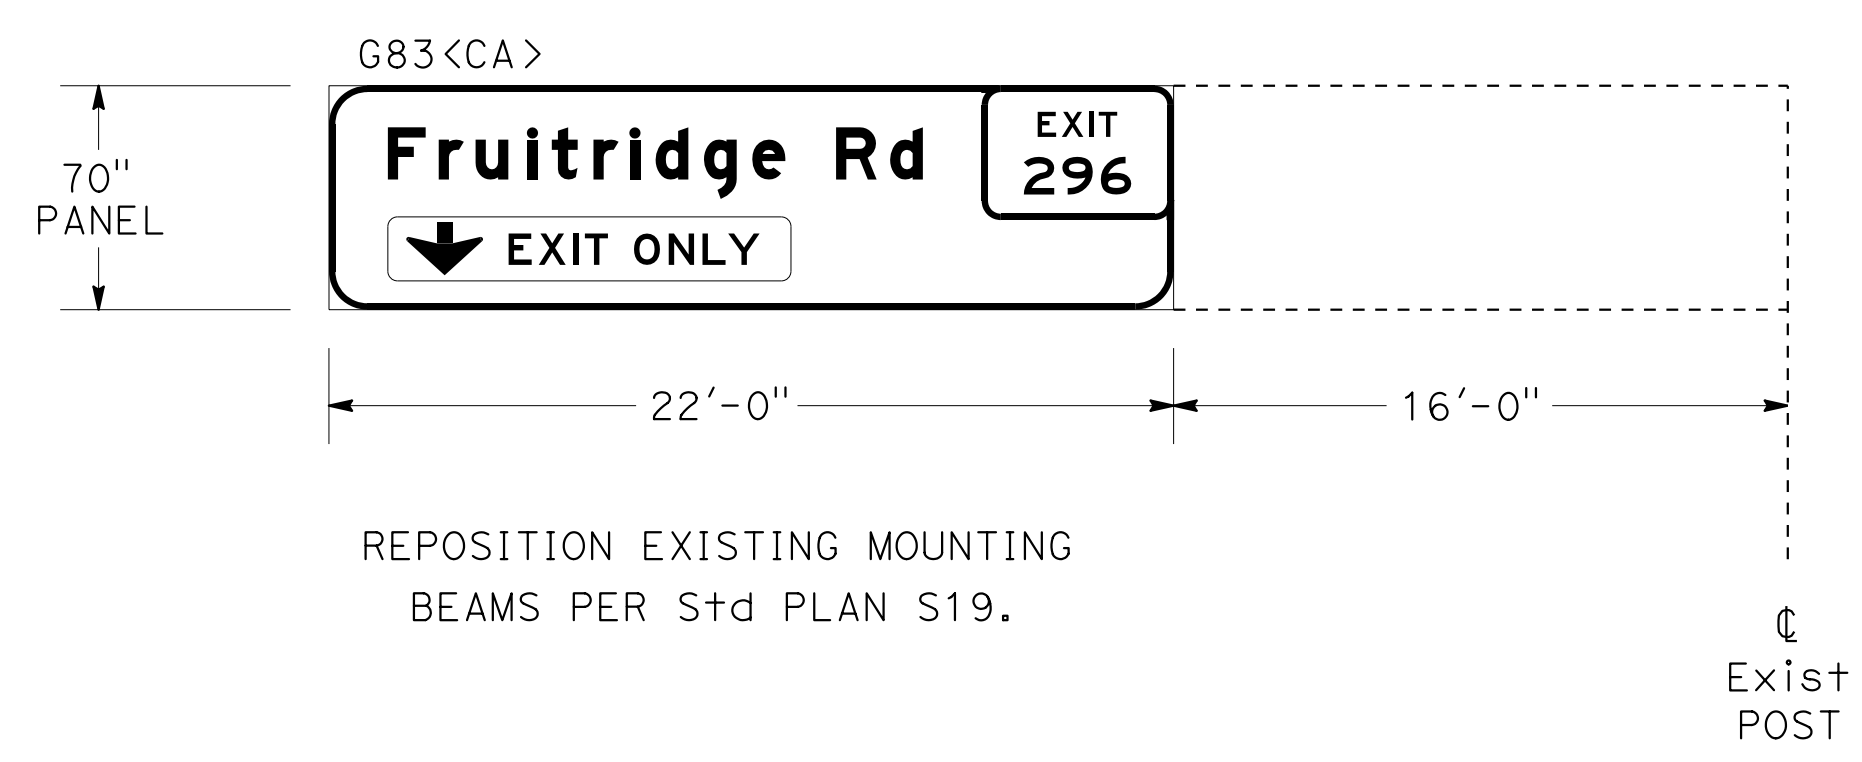 G83<CA>
Fruitridge Rd
EXIT
296
EXIT ONLY
70"
PANEL
22'-0"
16'-0"
REPOSITION EXISTING MOUNTING
BEAMS PER Std PLAN S19.
℄
Exist
POST